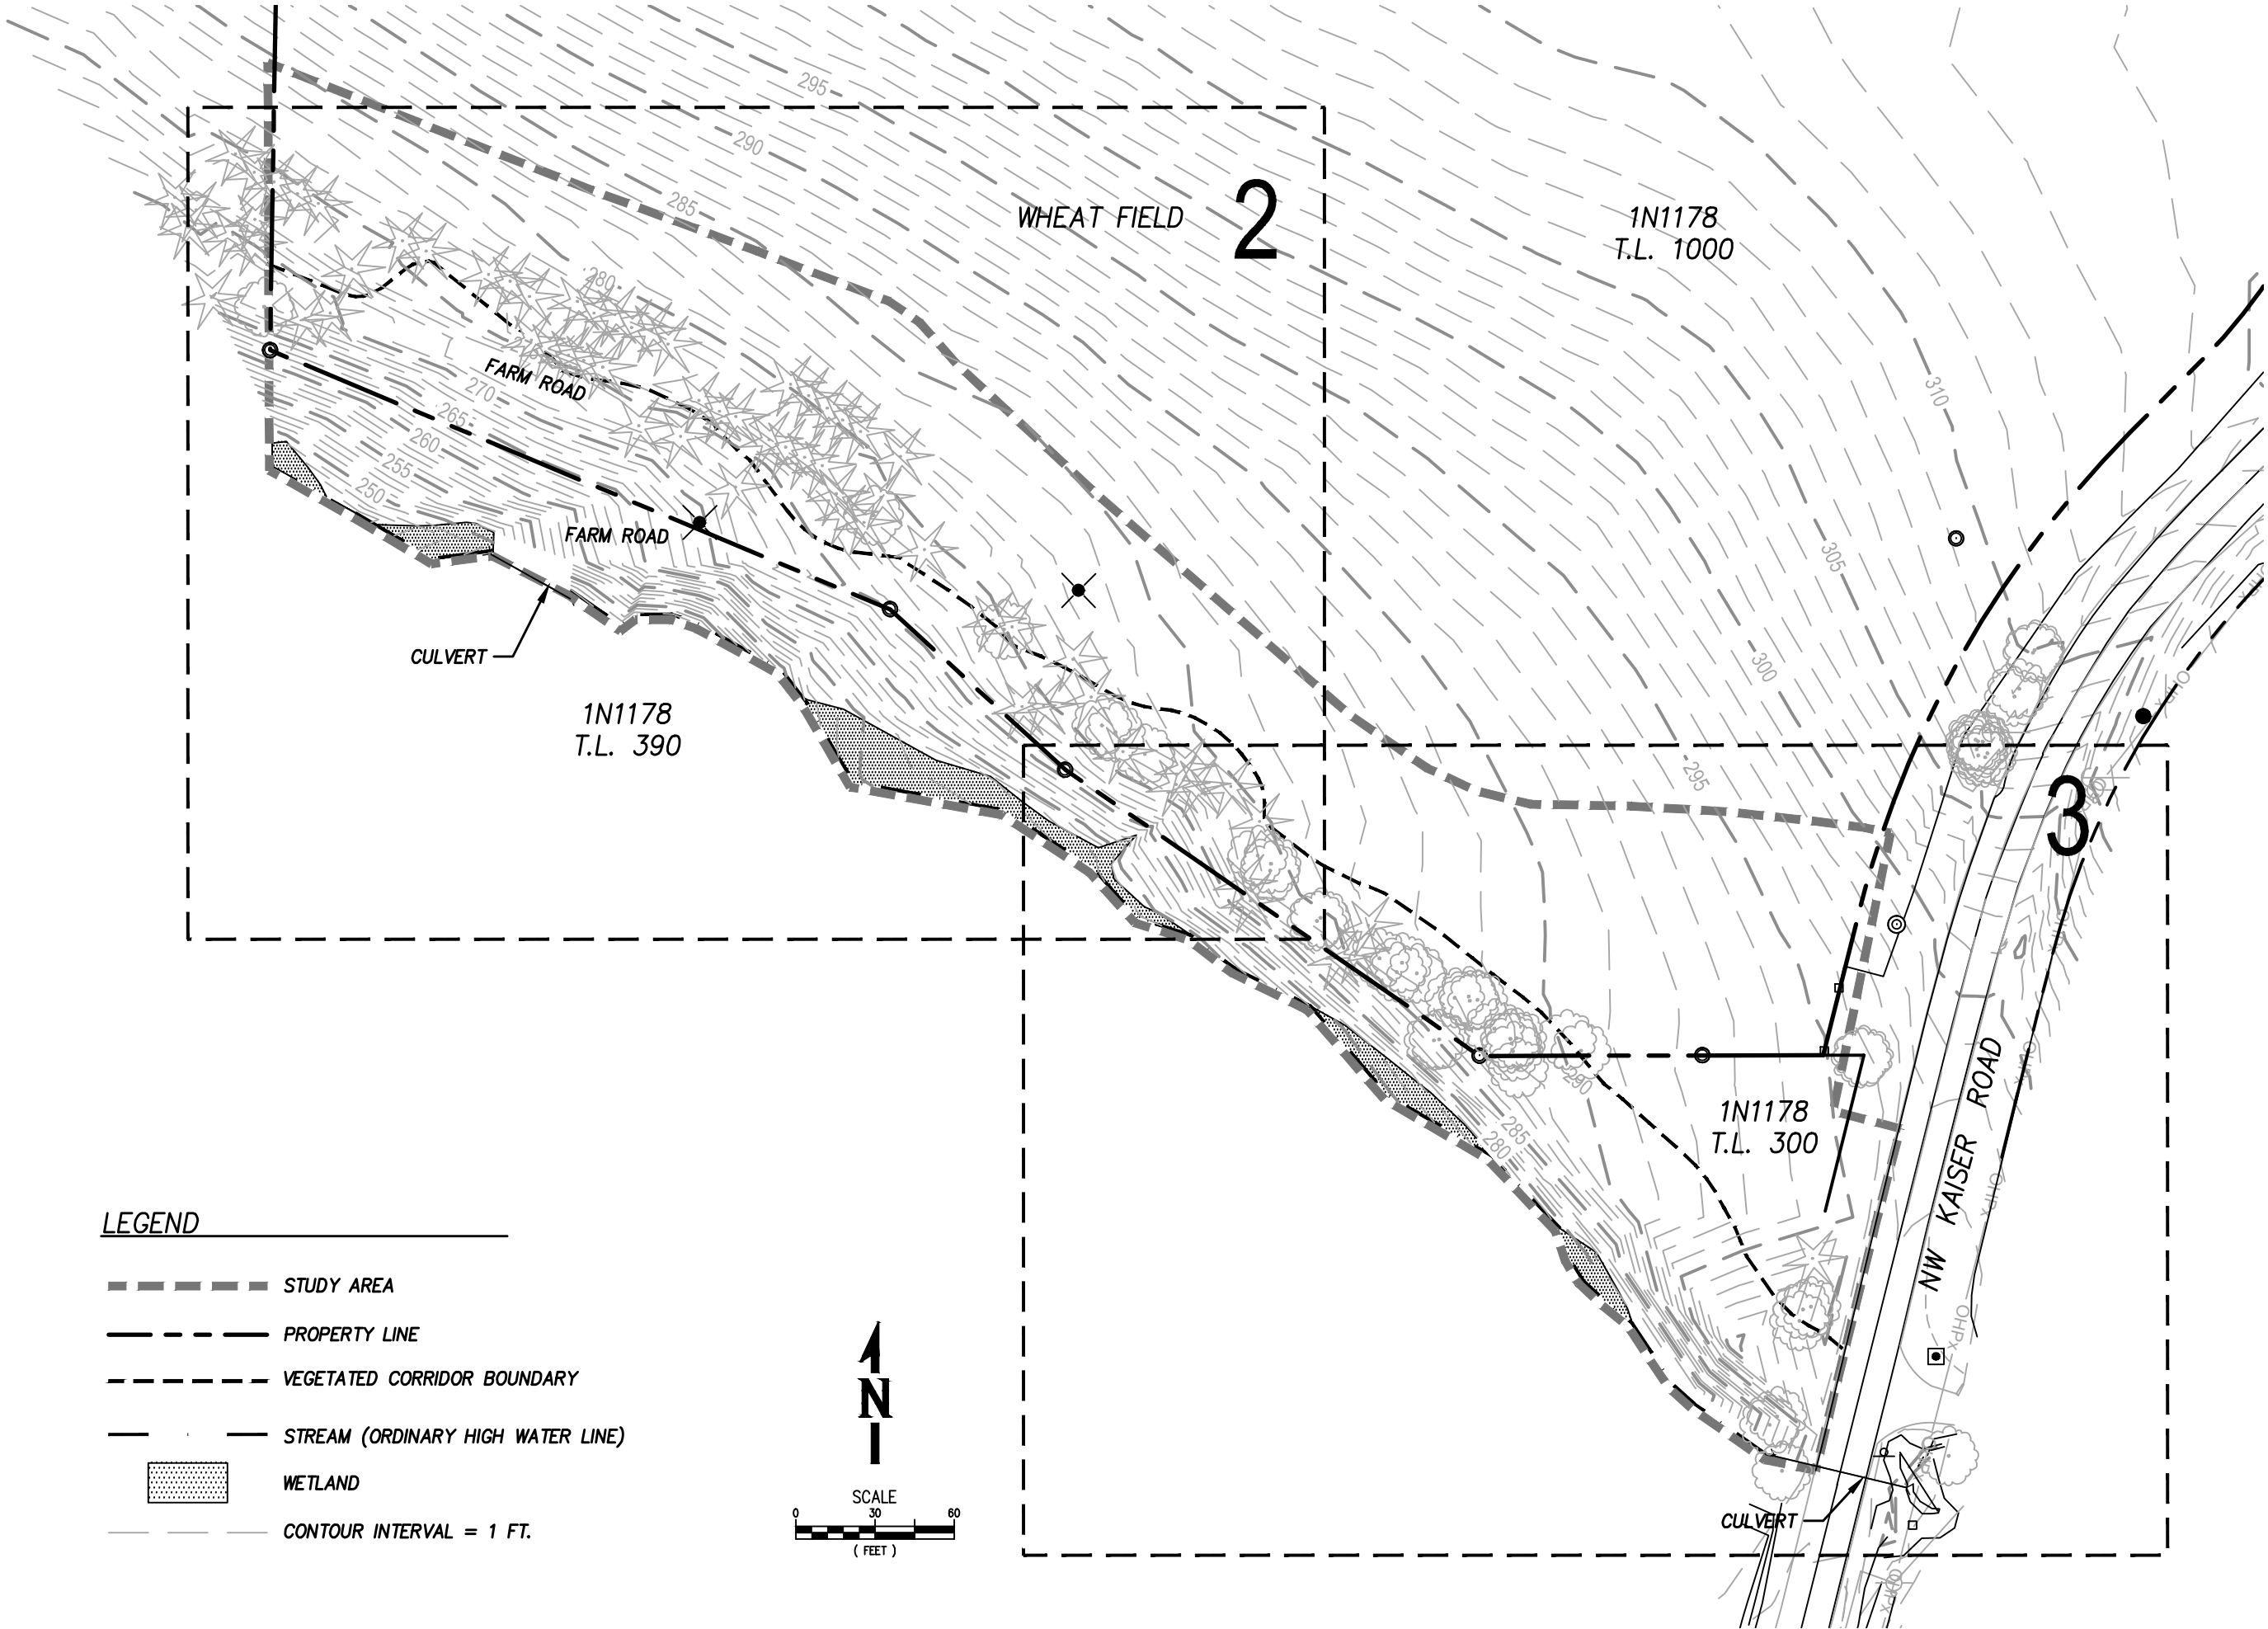 295
290
285
WHEAT FIELD
2
1N1178
T.L. 1000
280
310
FARM ROAD
270
265
260
255
250
FARM ROAD
305
CULVERT
300
1N1178
T.L. 390
295
3
290
1N1178
T.L. 300
285
280
NW KAISER ROAD
OHPX
OHPX
LEGEND
STUDY AREA
PROPERTY LINE
VEGETATED CORRIDOR BOUNDARY
STREAM (ORDINARY HIGH WATER LINE)
WETLAND
CONTOUR INTERVAL = 1 FT.
N
SCALE
0 30 60
( FEET )
CULVERT